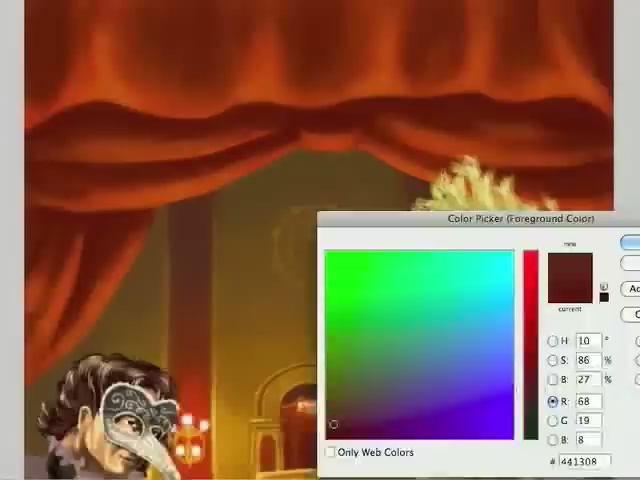 Color Picker (Foreground Color)
new
current
H: 10 °
S: 86 %
B: 27 %
R: 68
G 19
B: 8
Only Web Colors
# 441308